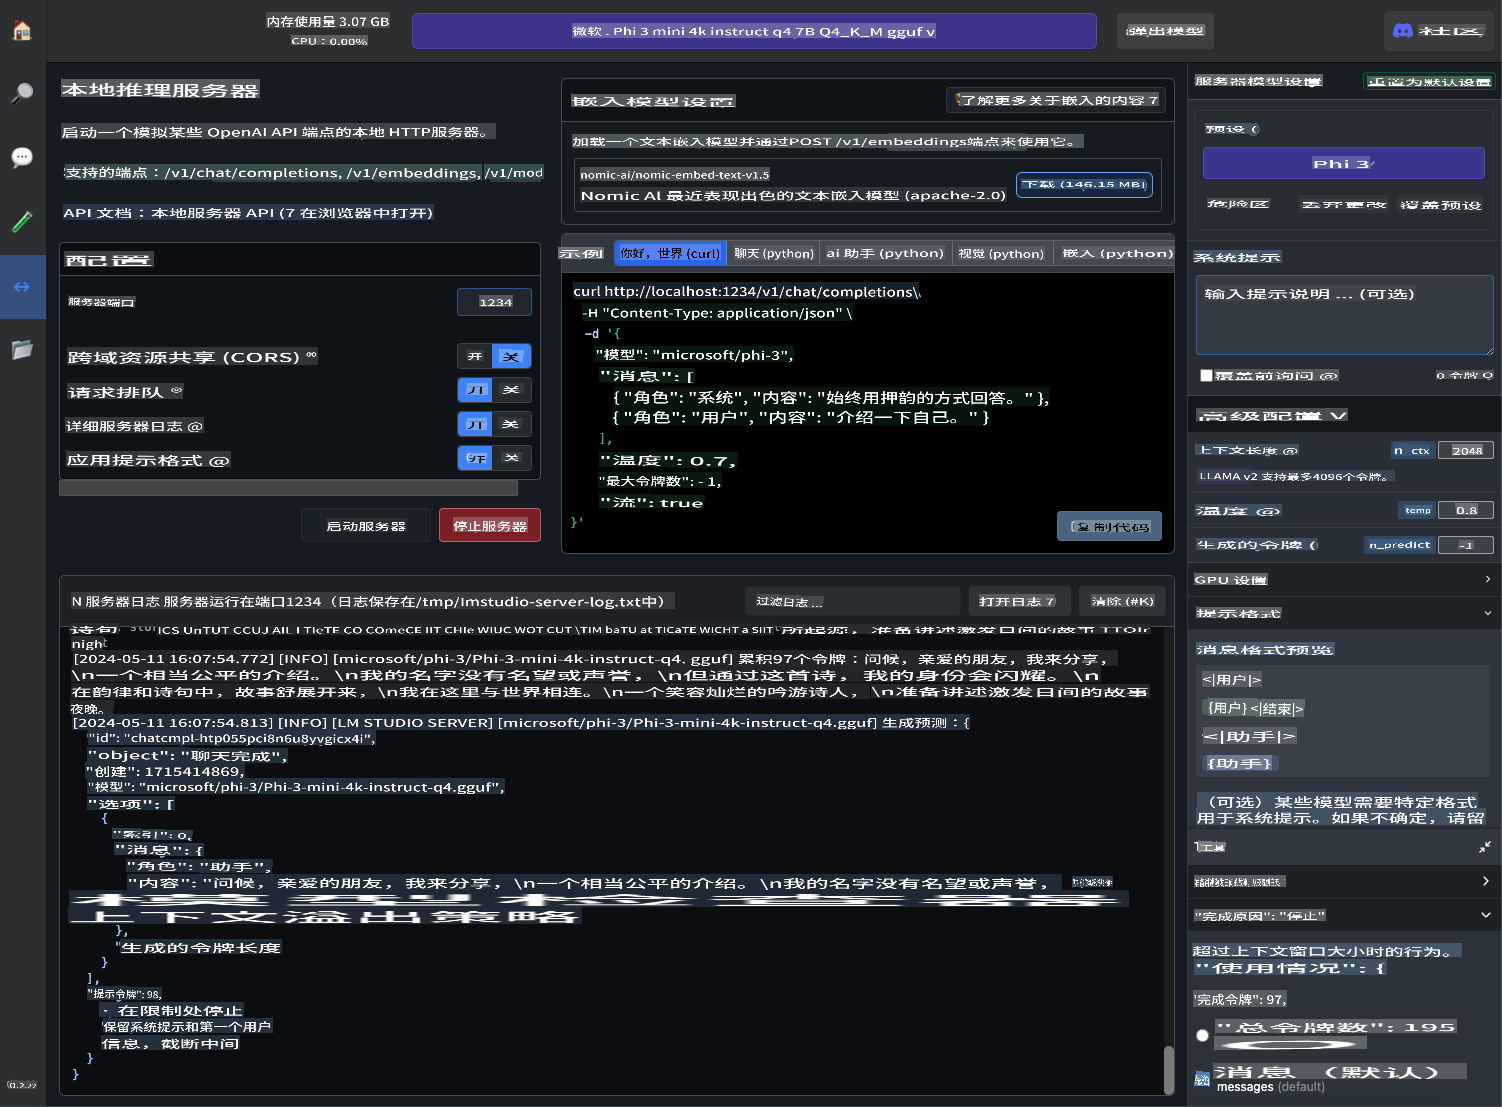 内存使用量 3.07 GB
CPU：0.00%
微软 . Phi 3 mini 4k instruct q4 7B Q4_K_M gguf v
弹出模型
社区
本地推理服务器
启动一个模拟某些 OpenAI API 端点的本地 HTTP服务器。
支持的端点：/v1/chat/completions, /v1/embeddings, /v1/mod
API 文档：本地服务器 API (7 在浏览器中打开)
配置
服务器端口
1234
跨域资源共享 (CORS)
开
关
请求排队
开
关
详细服务器日志 @
开
关
应用提示格式 @
开
关
启动服务器
停止服务器
嵌入模型设置
了解更多关于嵌入的内容 7
加载一个文本嵌入模型并通过POST /v1/embeddings端点来使用它。
nomic-ai/nomic-embed-text-v1.5
Nomic Al 最近表现出色的文本嵌入模型 (apache-2.0)
下载 (146.15 MB)
示例
你好，世界 (curl)
聊天 (python)
ai 助手 (python)
视觉 (python)
嵌入 (python)
curl http://localhost:1234/v1/chat/completions\
-H "Content-Type: application/json" \
-d '{
"模型": "microsoft/phi-3",
"消息": [
{ "角色": "系统", "内容": "始终用押韵的方式回答。" },
{ "角色": "用户", "内容": "介绍一下自己。" }
],
"温度": 0.7,
"最大令牌数": -1,
"流": true
}'
复制代码
N 服务器日志 服务器运行在端口1234（日志保存在/tmp/lmstudio-server-log.txt中）
过滤日志...
打开日志 7
清除 (#K)
night
[2024-05-11 16:07:54.772] [INFO] [microsoft/phi-3/Phi-3-mini-4k-instruct-q4. gguf] 累积97个令牌：问候，亲爱的朋友，我来分享，
\n一个相当公平的介绍。\n我的名字没有名望或声誉，\n但通过这首诗，我的身份会闪耀。\n
在韵律和诗句中，故事舒展开来，\n我在这里与世界相连。\n一个笑容灿烂的吟游诗人，\n准备讲述激发日间的故事
夜晚。
[2024-05-11 16:07:54.813] [INFO] [LM STUDIO SERVER] [microsoft/phi-3/Phi-3-mini-4k-instruct-q4.gguf] 生成预测：{
"id": "chatcmpl-htp055pci8n6u8yvgicx4i",
"object": "聊天完成",
"创建": 1715414869,
"模型": "microsoft/phi-3/Phi-3-mini-4k-instruct-q4.gguf",
"选项": [
{
"索引": 0,
"消息": {
"角色": "助手",
"内容": "问候，亲爱的朋友，我来分享，\n一个相当公平的介绍。\n我的名字没有名望或声誉，
模型检查器
上下文溢出策略
},
"生成的令牌长度
}
],
"提示令牌": 98,
· 在限制处停止
保留系统提示和第一个用户
信息，截断中间
}
}
0.2.22
服务器模型设置
重置为默认设置
预设 (
Phi 3
危险区
丢弃更改
覆盖预设
系统提示
输入提示说明 ... (可选)
覆盖前询问 @
0 令牌
高级配置 V
上下文长度 @
n_ctx
2048
LLAMA v2 支持最多4096个令牌。
温度 @
temp
0.8
生成的令牌 (
n_predict
-1
GPU 设置
提示格式
消息格式预览
<|用户|>
{用户} <|结束|>
<|助手|>
{助手}
（可选）某些模型需要特定格式
用于系统提示。如果不确定，请留
工具
"完成原因": "停止"
超过上下文窗口大小时的行为。
"使用情况": {
"完成令牌": 97,
"总令牌数": 195
消息 （默认）
messages (default)